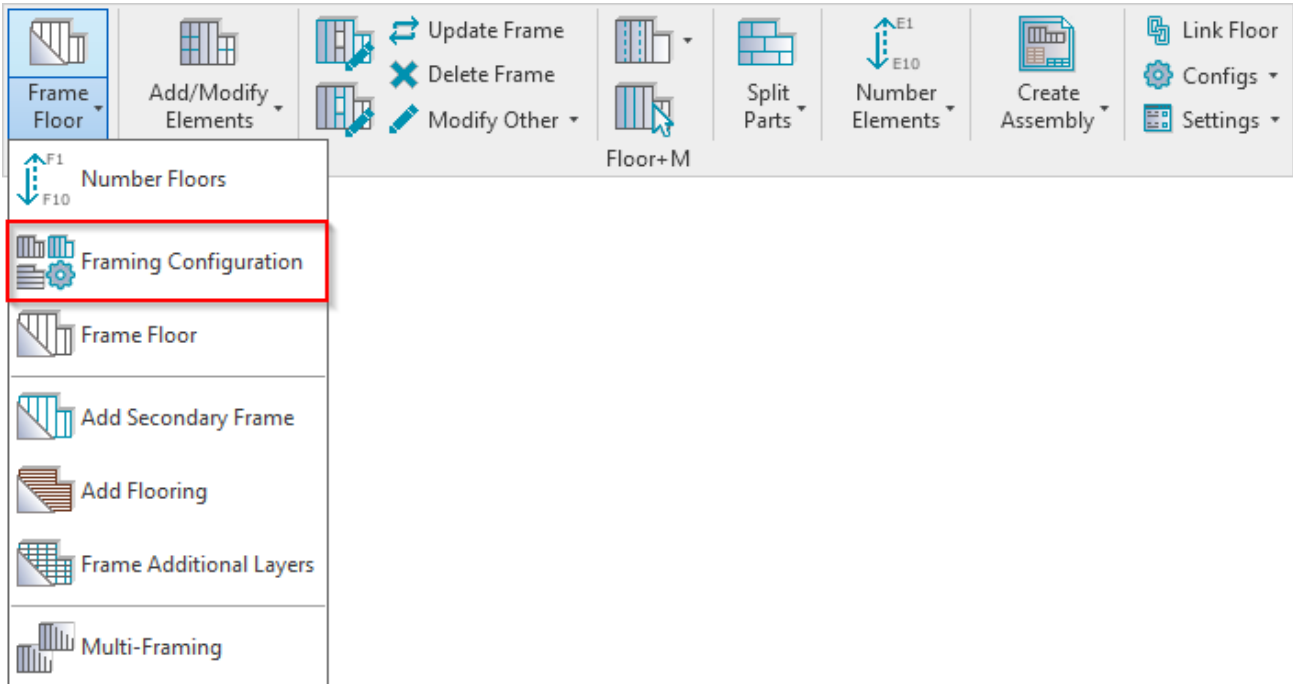 Frame
Floor
Add/Modify
Elements
Update Frame
Delete Frame
Modify Other
Split
Parts
E1
E10
Number
Elements
Create
Assembly
Link Floor
Configs
Settings
Floor+M
F1
F10
Number Floors
Framing Configuration
Frame Floor
Add Secondary Frame
Add Flooring
Frame Additional Layers
Multi-Framing